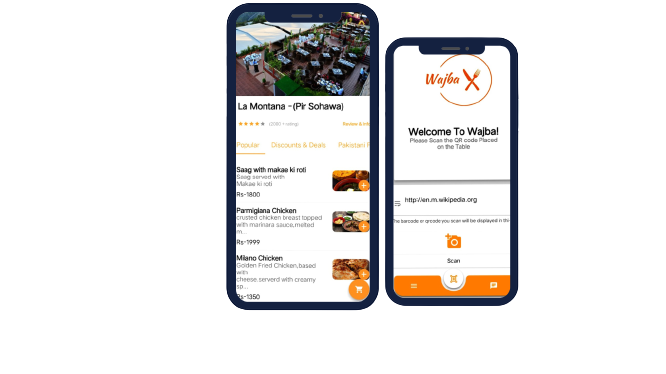 La Montana -(Pir Sohawa)
(2000 + rating)
Review & Info
Popular Discounts & Deals Pakistani F
Saag with makae ki roti
Saag served with
Makae ki roti
Rs-1800
Parmigiana Chicken
crusted chicken breast topped
with marinara sauce,melted
m...
Rs-1999
Milano Chicken
Golden Fried Chicken,based
with
cheese.serverd with creamy
sp...
Rs-1350
Wajba
Welcome To Wajba!
Please Scan the QR code Placed
on the Table
http://en.m.wikipedia.org
The barcode or qrcode you scan will be displayed in the
Scan